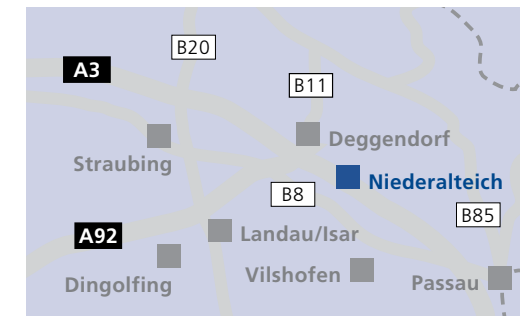 B20
A3
B11
Deggendorf
Straubing
Niederalteich
B8
B85
A92
Landau/Isar
Vilshofen
Dingolfing
Passau